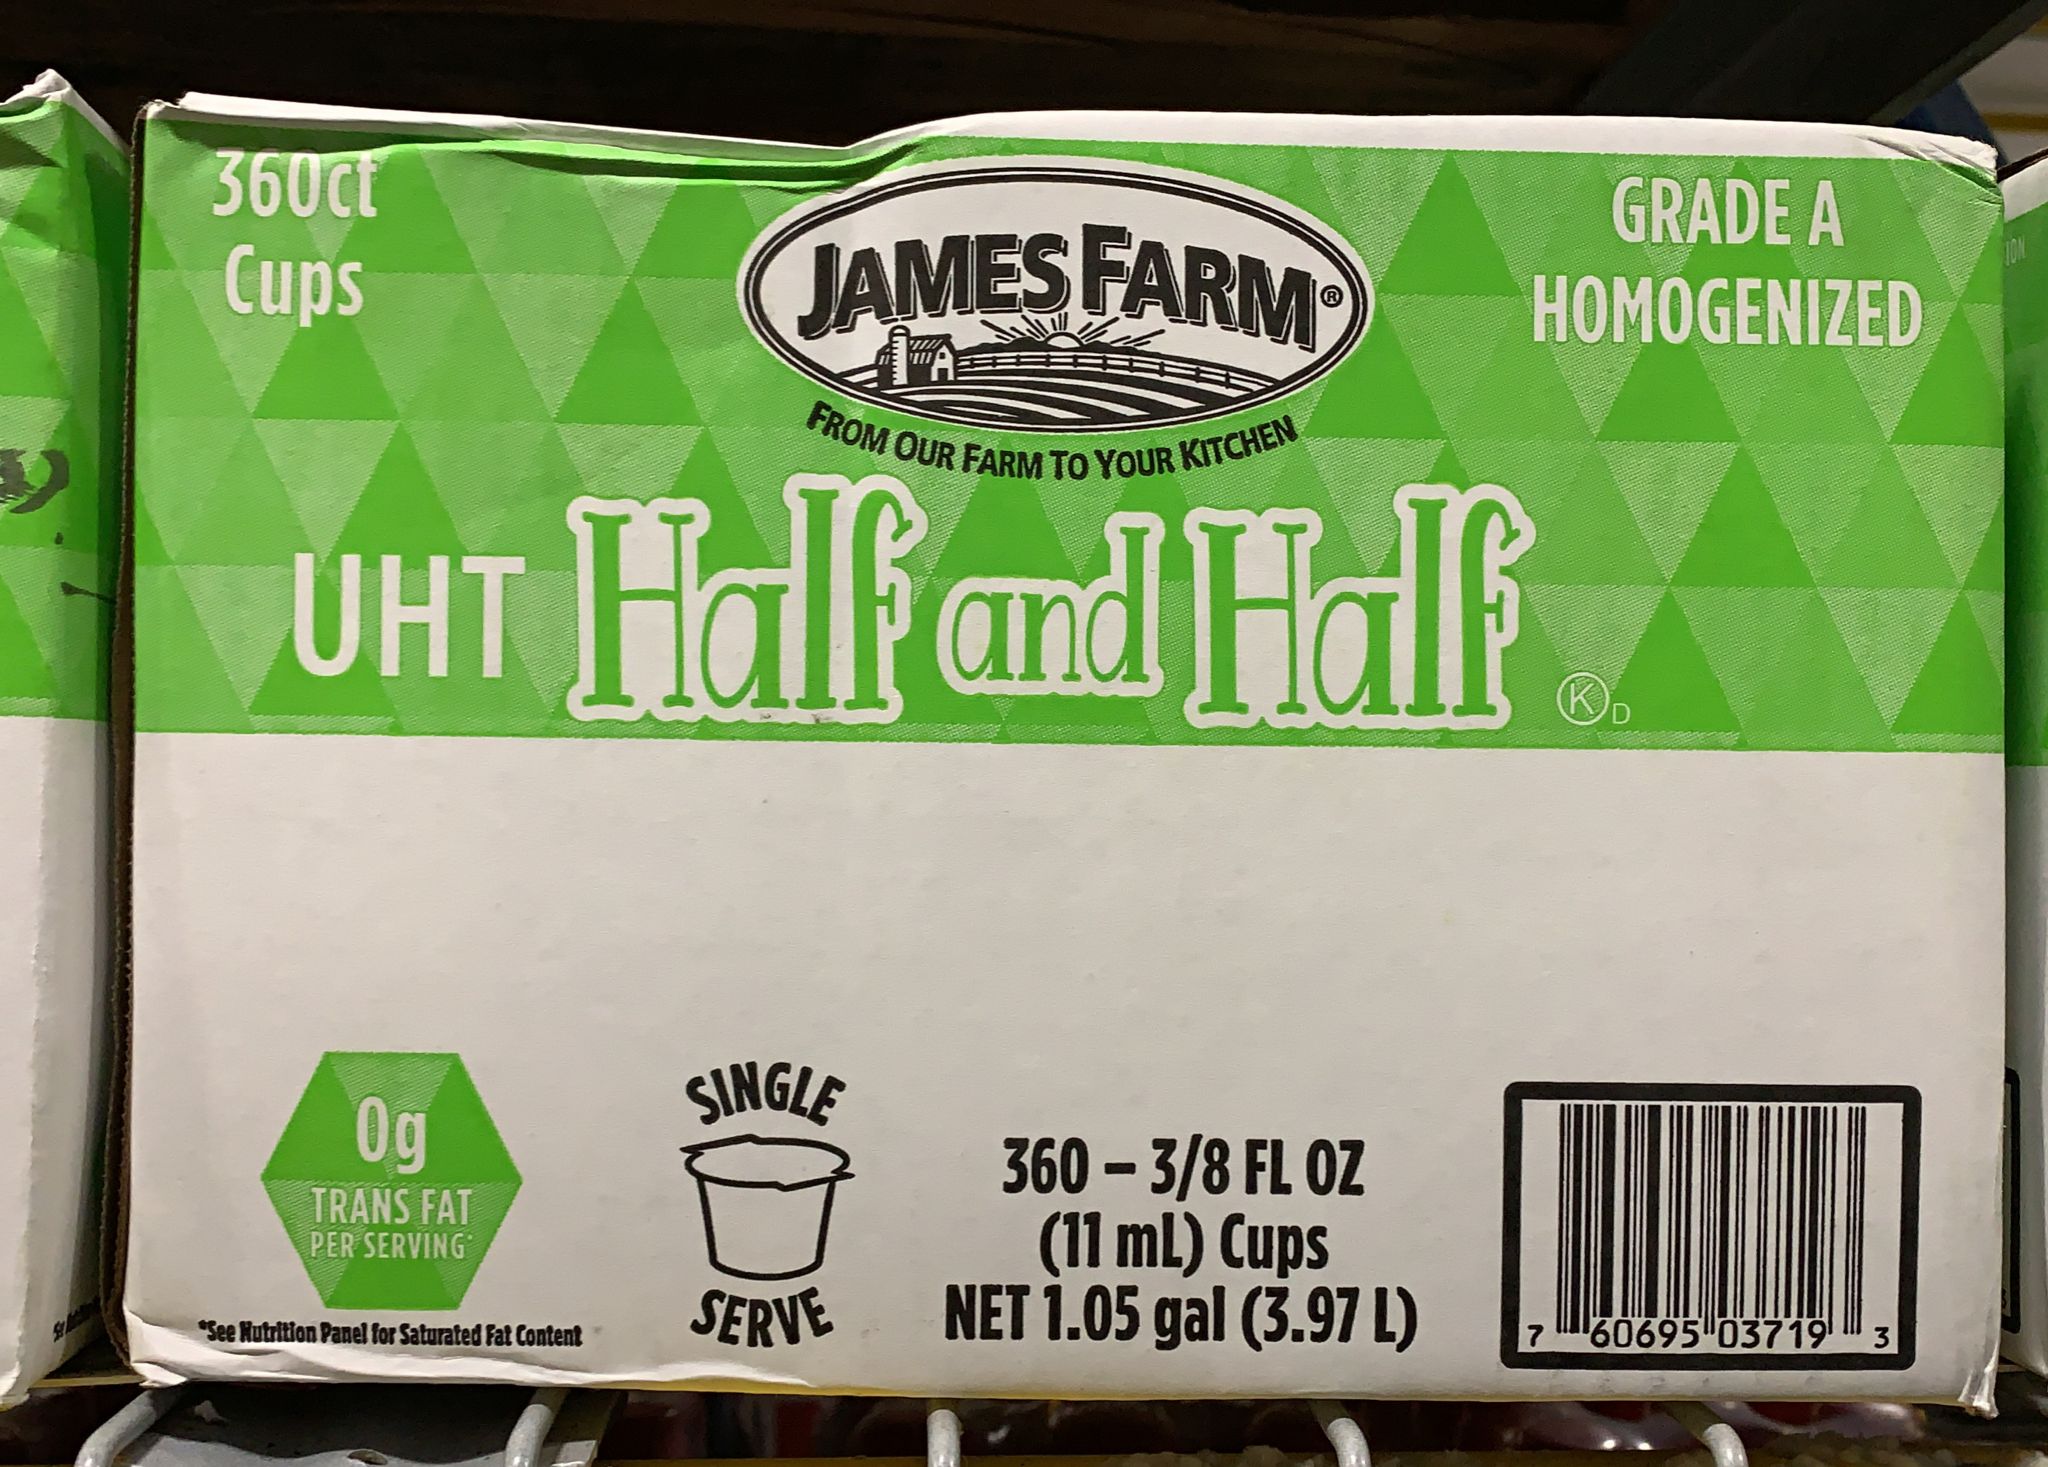 360ct
Cups
JAMES FARM®
FROM OUR FARM TO YOUR KITCHEN
GRADE A
HOMOGENIZED
UHT Half and Half
K D
0g
TRANS FAT
PER SERVING*
*See Nutrition Panel for Saturated Fat Content
SINGLE
SERVE
360 – 3/8 FL OZ
(11 mL) Cups
NET 1.05 gal (3.97 L)
7 60695 03719 3